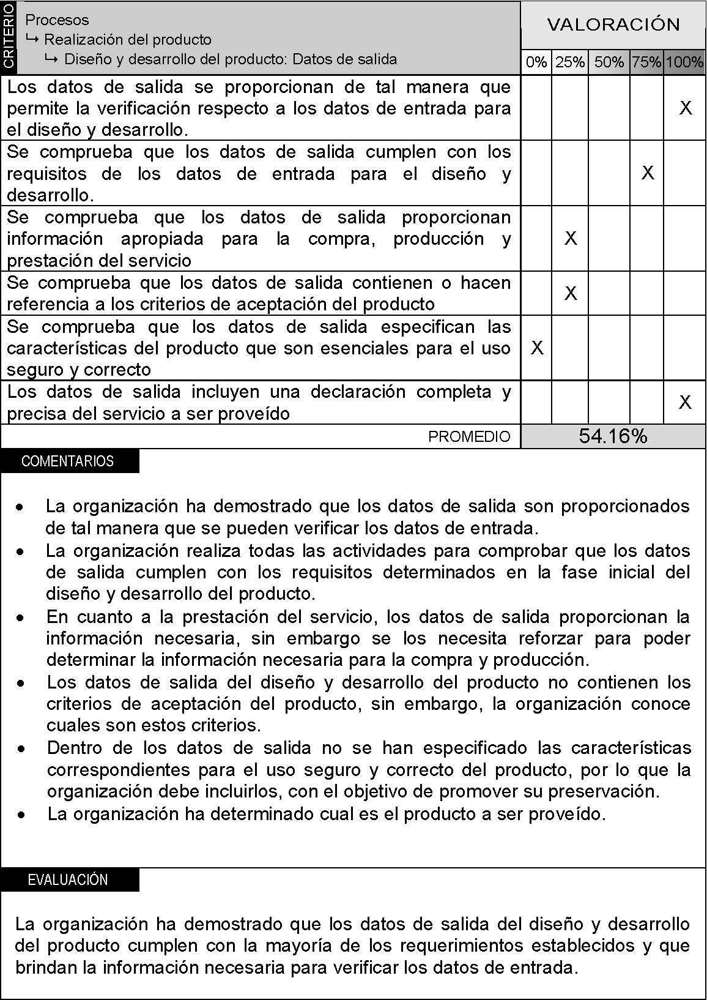 CRITERIO
Procesos
↳ Realización del producto
↳ Diseño y desarrollo del producto: Datos de salida
VALORACIÓN
0% 25% 50% 75% 100%
Los datos de salida se proporcionan de tal manera que
permite la verificación respecto a los datos de entrada para
el diseño y desarrollo.
X
Se comprueba que los datos de salida cumplen con los
requisitos de los datos de entrada para el diseño y
desarrollo.
X
Se comprueba que los datos de salida proporcionan
información apropiada para la compra, producción y
prestación del servicio
X
Se comprueba que los datos de salida contienen o hacen
referencia a los criterios de aceptación del producto
X
Se comprueba que los datos de salida especifican las
características del producto que son esenciales para el uso
seguro y correcto
X
Los datos de salida incluyen una declaración completa y
precisa del servicio a ser proveído
X
PROMEDIO 54.16%
COMENTARIOS
• La organización ha demostrado que los datos de salida son proporcionados
de tal manera que se pueden verificar los datos de entrada.
• La organización realiza todas las actividades para comprobar que los datos
de salida cumplen con los requisitos determinados en la fase inicial del
diseño y desarrollo del producto.
• En cuanto a la prestación del servicio, los datos de salida proporcionan la
información necesaria, sin embargo se los necesita reforzar para poder
determinar la información necesaria para la compra y producción.
• Los datos de salida del diseño y desarrollo del producto no contienen los
criterios de aceptación del producto, sin embargo, la organización conoce
cuales son estos criterios.
• Dentro de los datos de salida no se han especificado las características
correspondientes para el uso seguro y correcto del producto, por lo que la
organización debe incluirlos, con el objetivo de promover su preservación.
• La organización ha determinado cual es el producto a ser proveído.
EVALUACIÓN
La organización ha demostrado que los datos de salida del diseño y desarrollo
del producto cumplen con la mayoría de los requerimientos establecidos y que
brindan la información necesaria para verificar los datos de entrada.